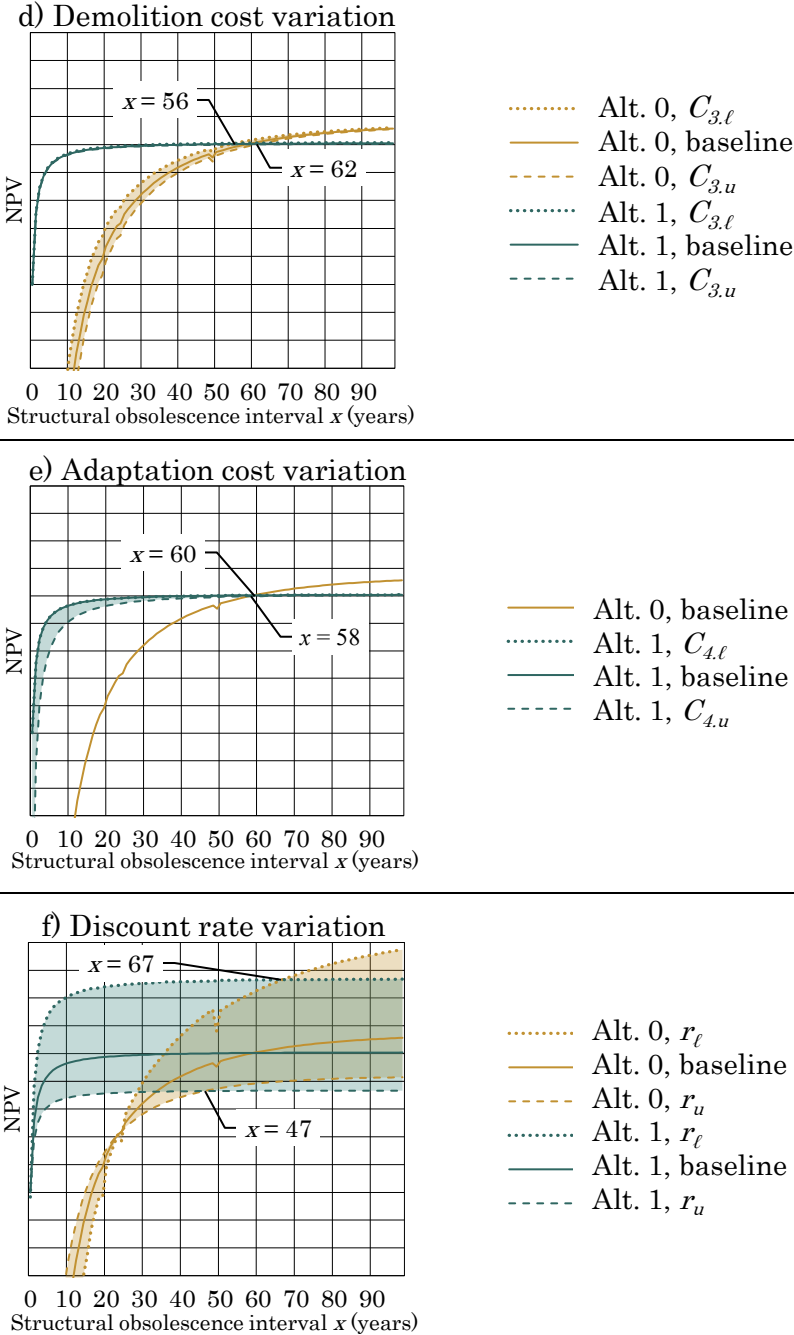 d) Demolition cost variation
x = 56
x = 62
NPV
0 10 20 30 40 50 60 70 80 90
Structural obsolescence interval x (years)
Alt. 0, C3.ℓ
Alt. 0, baseline
Alt. 0, C3.u
Alt. 1, C3.ℓ
Alt. 1, baseline
Alt. 1, C3.u
e) Adaptation cost variation
x = 60
x = 58
NPV
0 10 20 30 40 50 60 70 80 90
Structural obsolescence interval x (years)
Alt. 0, baseline
Alt. 1, C4.ℓ
Alt. 1, baseline
Alt. 1, C4.u
f) Discount rate variation
x = 67
x = 47
NPV
0 10 20 30 40 50 60 70 80 90
Structural obsolescence interval x (years)
Alt. 0, rℓ
Alt. 0, baseline
Alt. 0, ru
Alt. 1, rℓ
Alt. 1, baseline
Alt. 1, ru